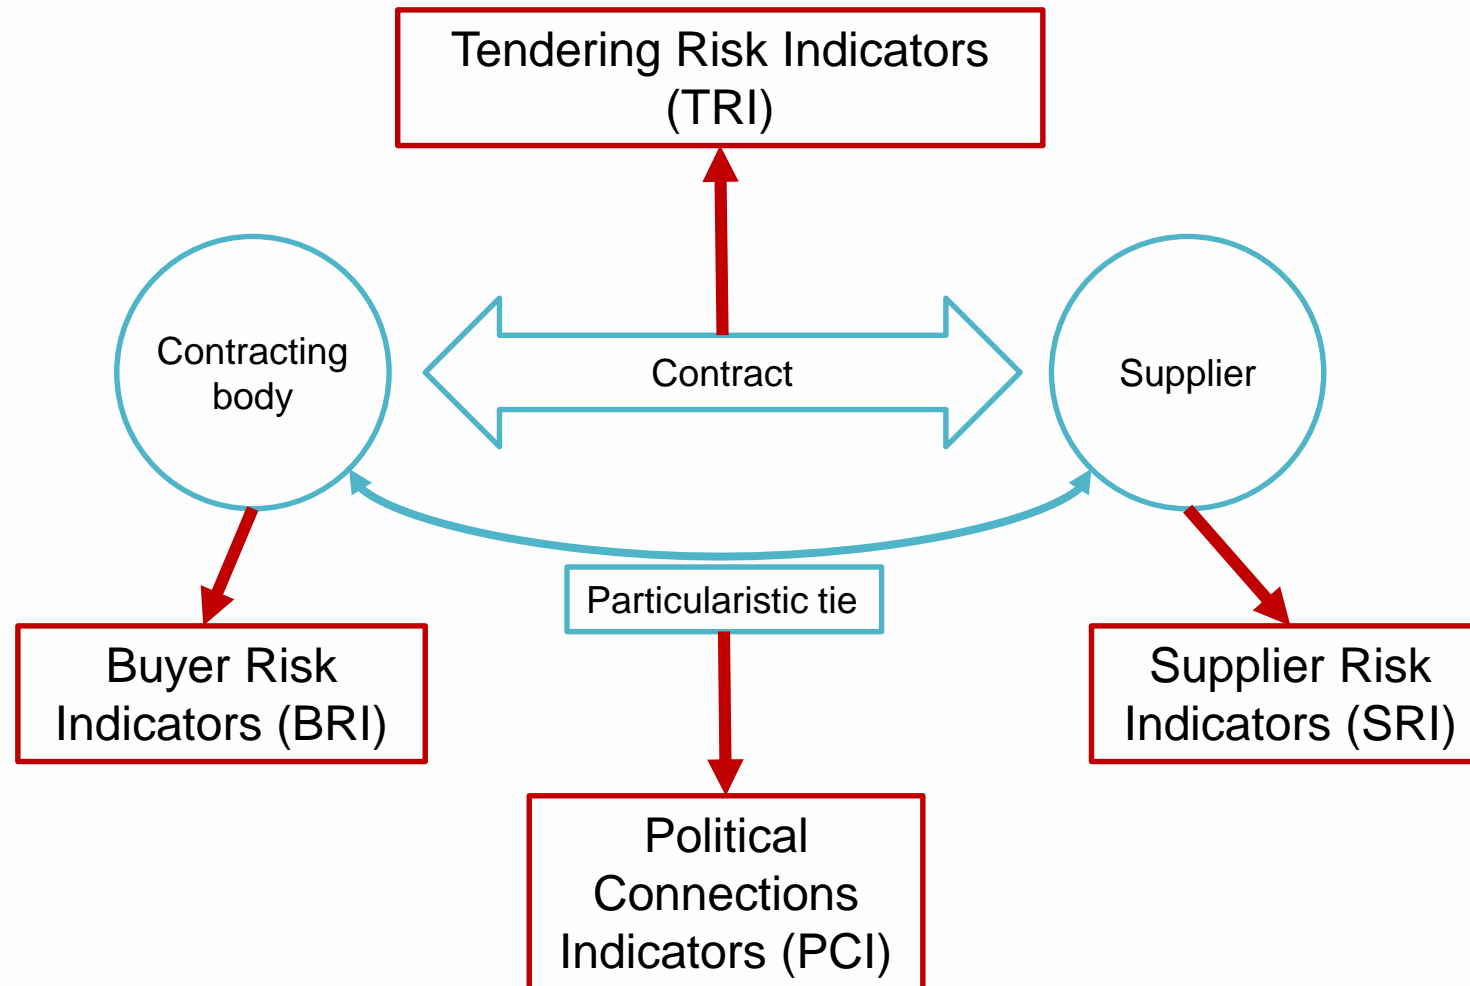 Tendering Risk Indicators
(TRI)
Contracting
body
Contract
Supplier
Particularistic tie
Buyer Risk
Indicators (BRI)
Supplier Risk
Indicators (SRI)
Political
Connections
Indicators (PCI)